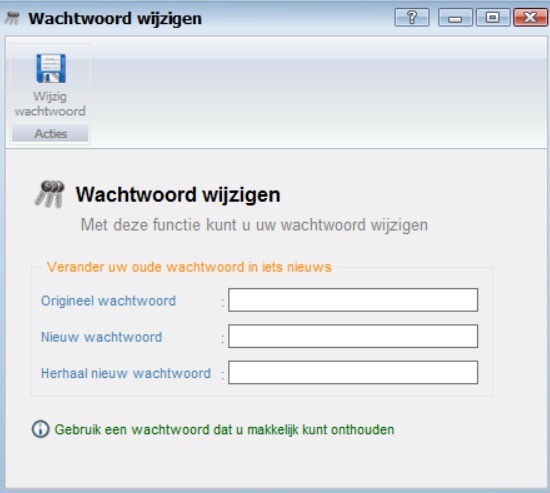 Wachtwoord wijzigen
?
Wijzig
wachtwoord
Acties
Wachtwoord wijzigen
Met deze functie kunt u uw wachtwoord wijzigen
Verander uw oude wachtwoord in iets nieuws
Origineel wachtwoord :
Nieuw wachtwoord :
Herhaal nieuw wachtwoord :
Gebruik een wachtwoord dat u makkelijk kunt onthouden